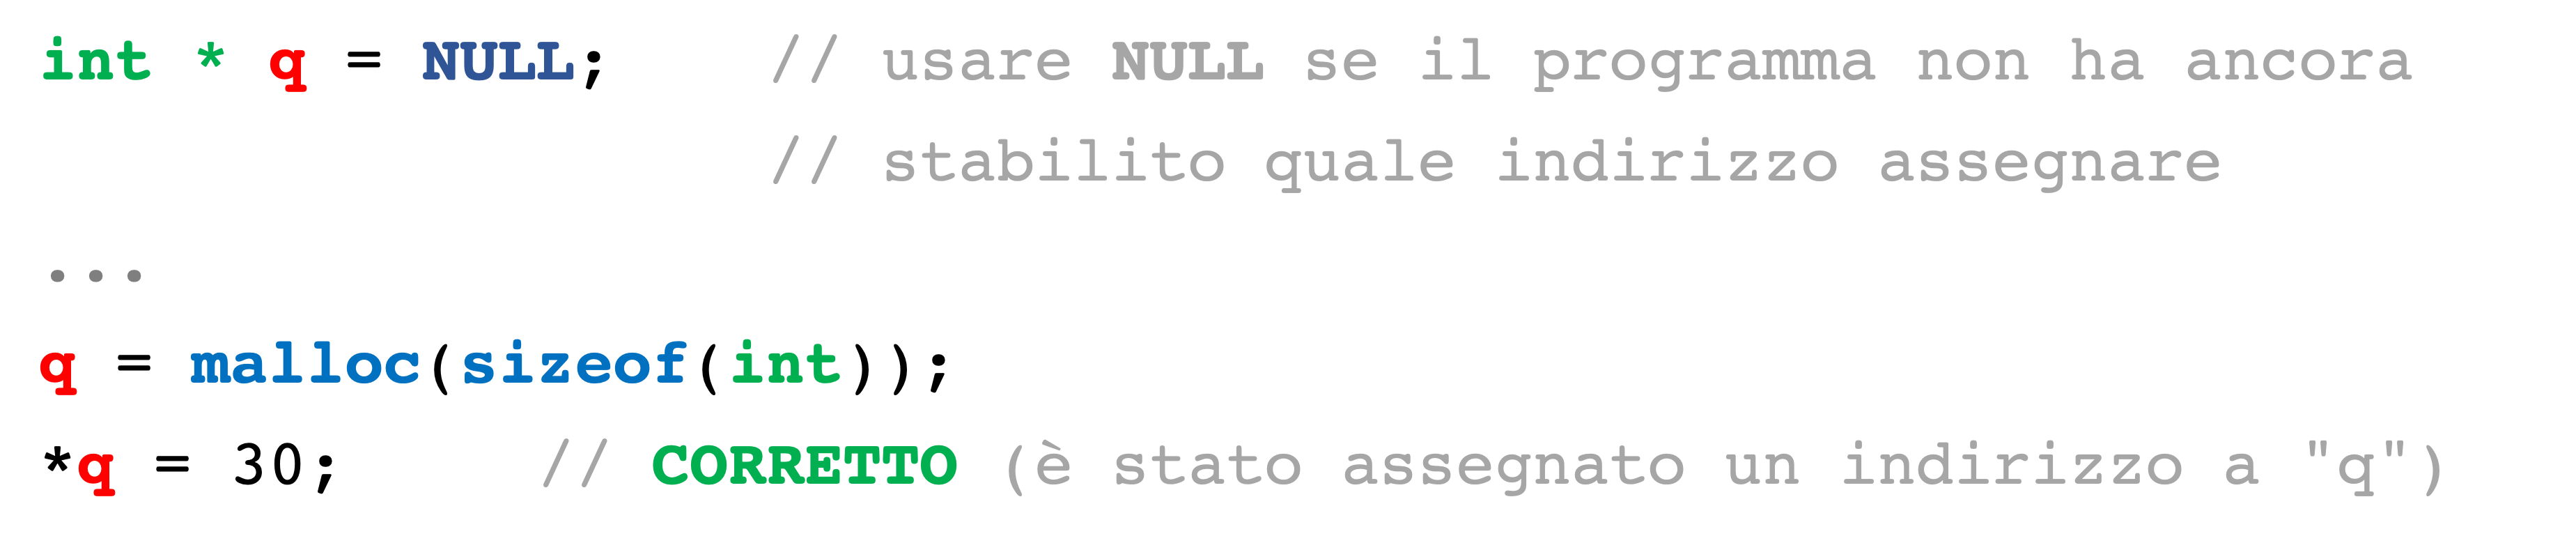 int * q = NULL; // usare NULL se il programma non ha ancora
// stabilito quale indirizzo assegnare
...
q = malloc(sizeof(int));
*q = 30; // CORRETTO (è stato assegnato un indirizzo a "q")